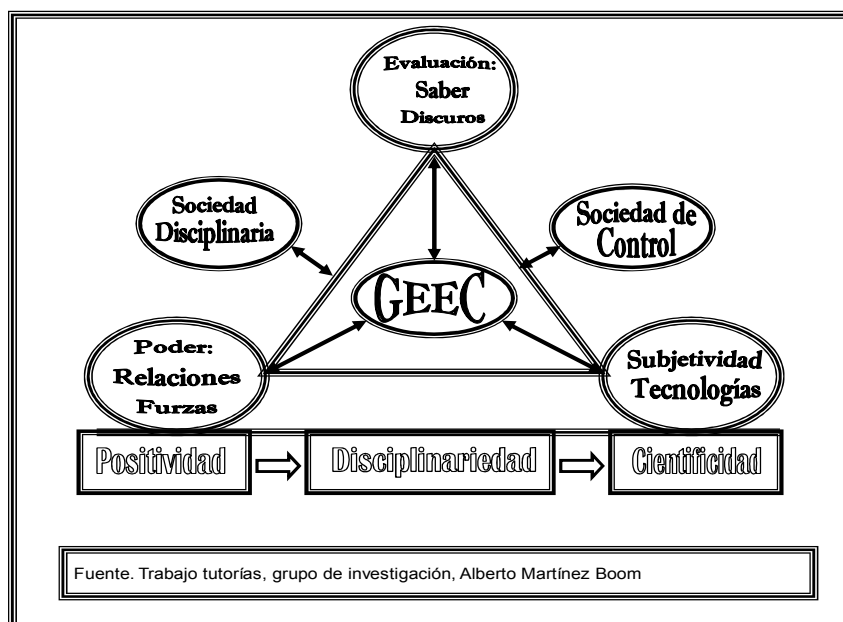 Evaluación:
Saber
Discuros
Sociedad
Disciplinaria
Sociedad de
Control
GEEC
Poder:
Relaciones
Furzas
Subjetividad
Tecnologías
Positividad
Disciplinariedad
Cientificidad
Fuente. Trabajo tutorías, grupo de investigación, Alberto Martínez Boom